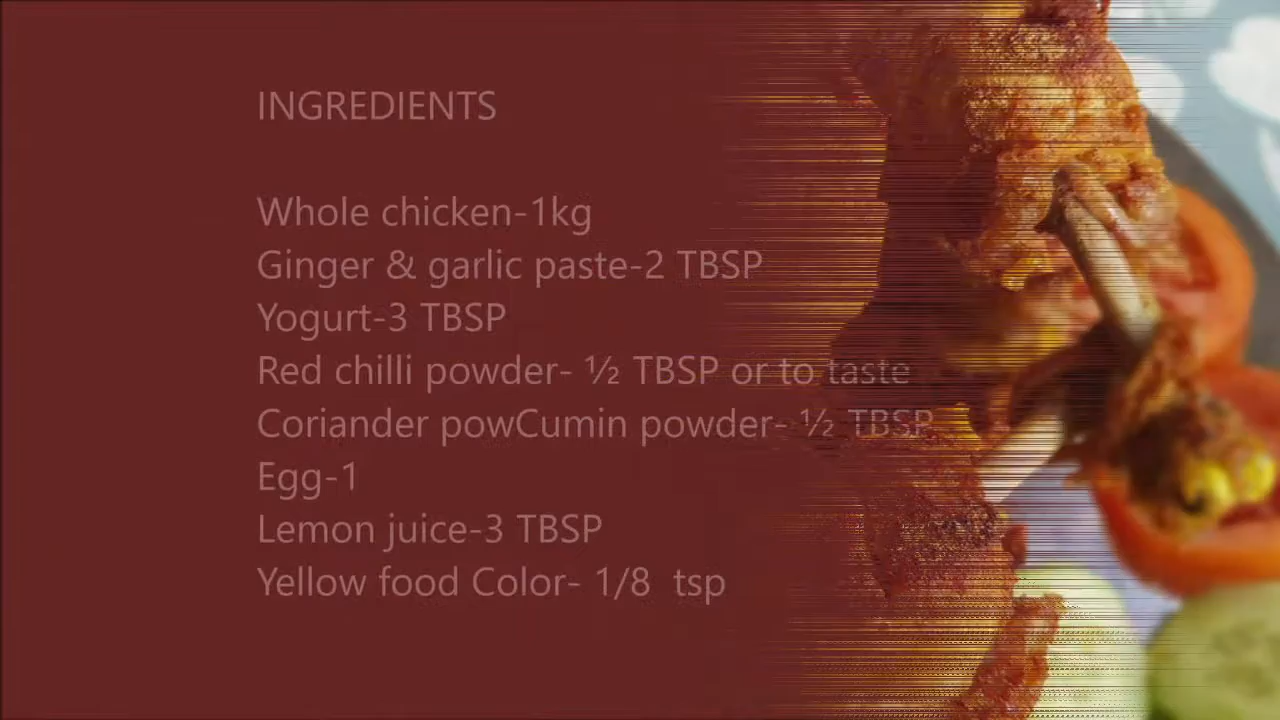 INGREDIENTS
Whole chicken-1kg
Ginger & garlic paste-2 TBSP
Yogurt-3 TBSP
Red chilli powder- ½ TBSP or to taste
Coriander powCumin powder- ½ TBSP
Egg-1
Lemon juice-3 TBSP
Yellow food Color- 1/8  tsp